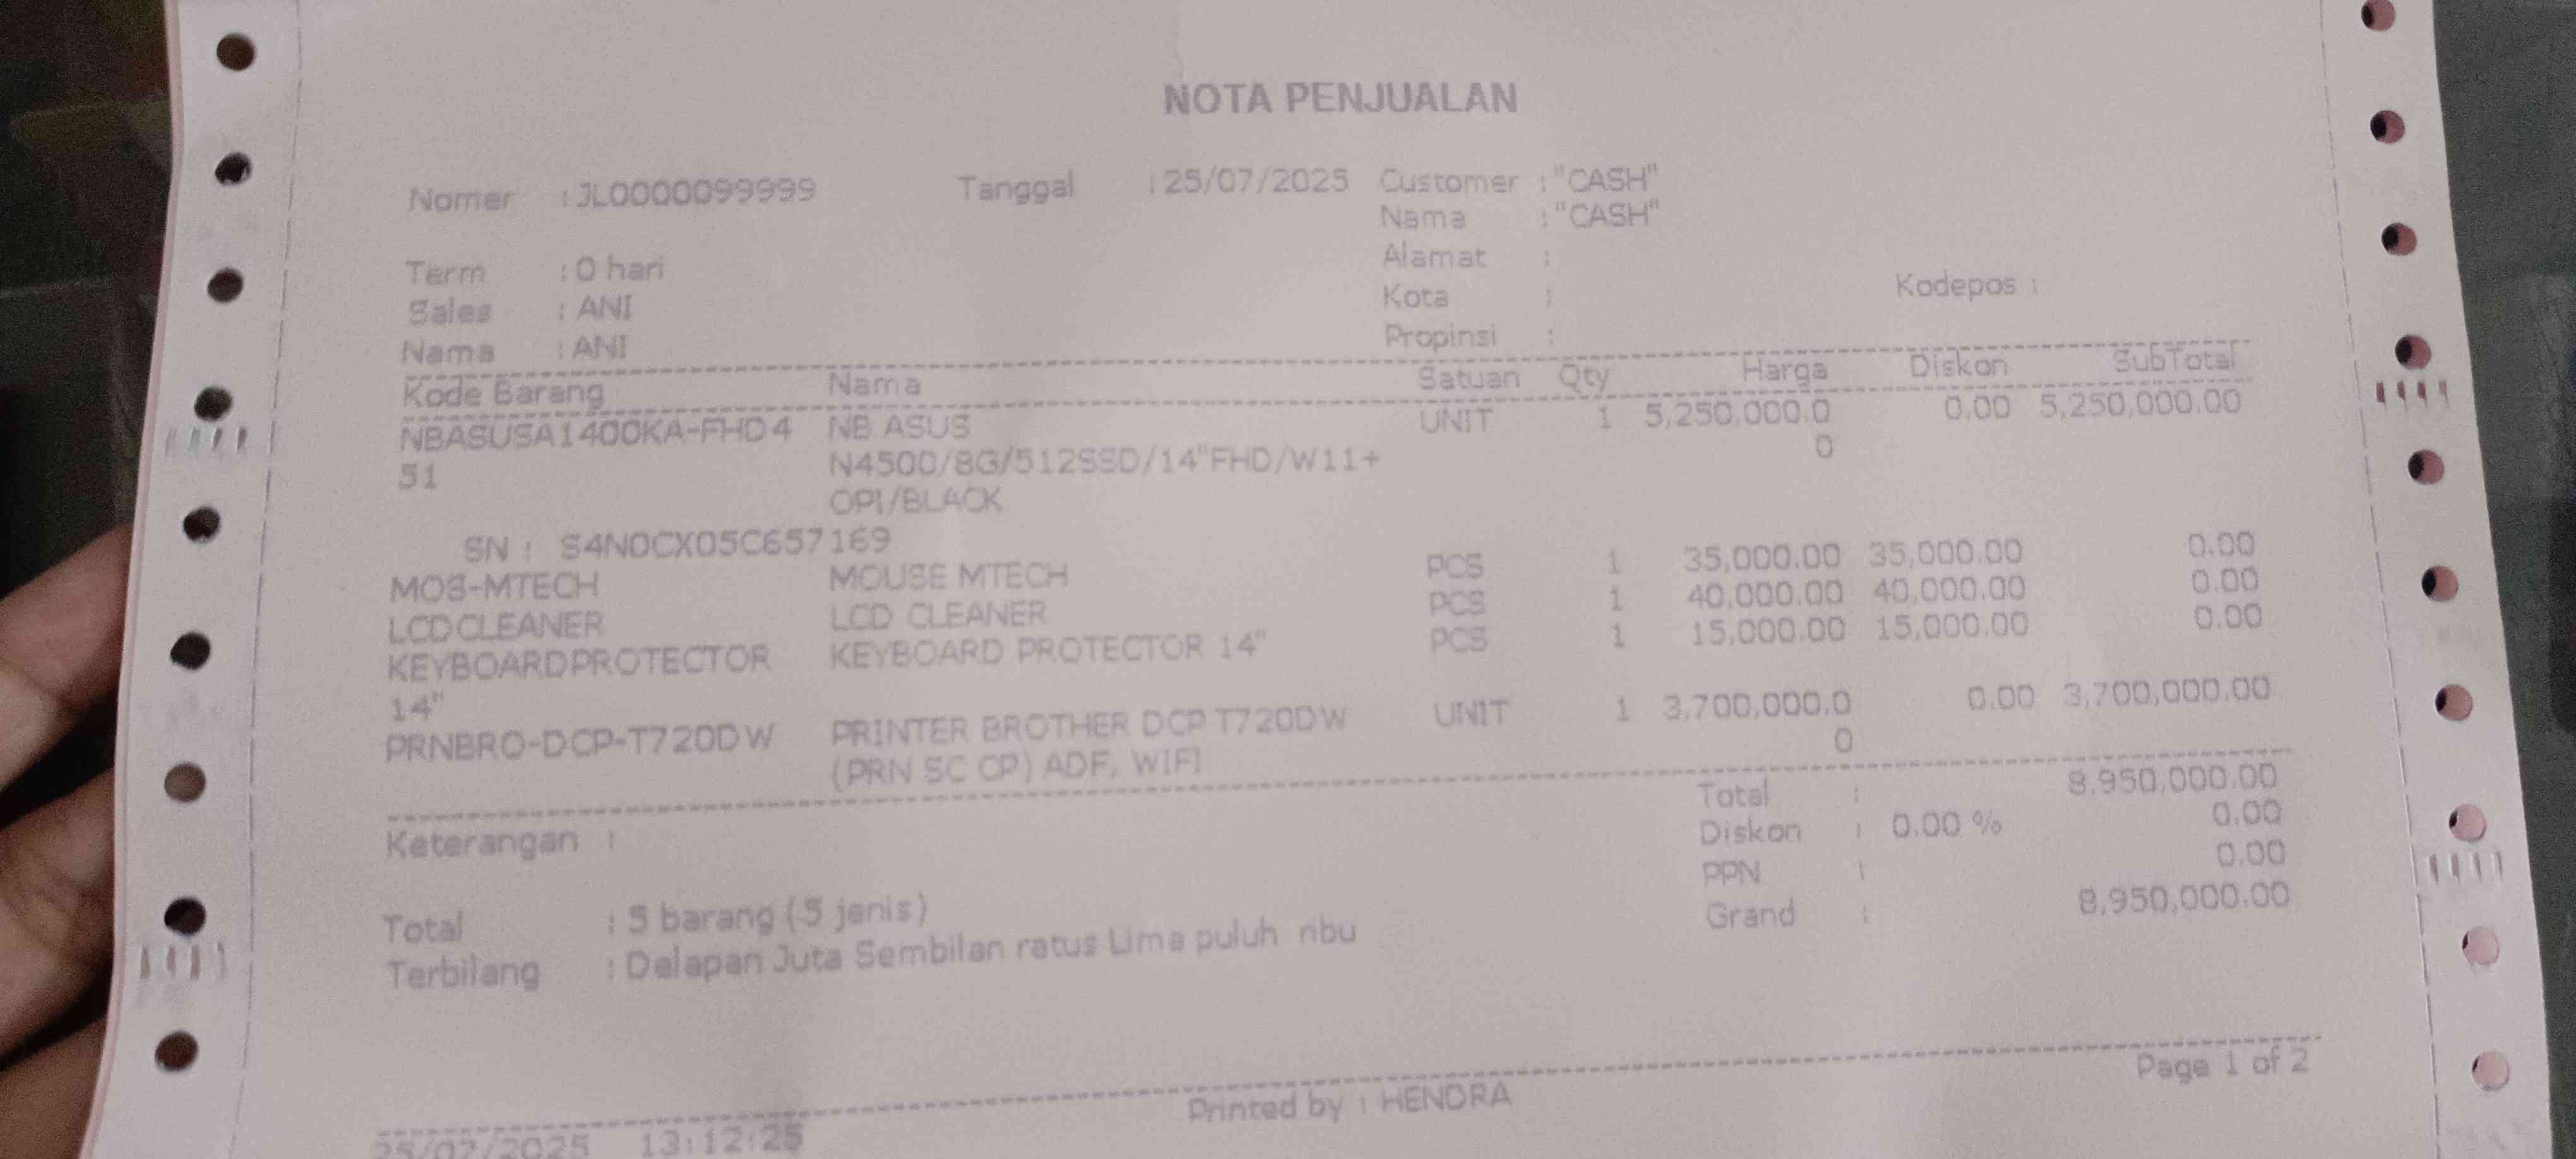 NOTA PENJUALAN
Nomer : JL0000099999 Tanggal : 25/07/2025 Customer : "CASH"
Nama : "CASH"
Term : 0 hari Alamat :
Sales : ANI Kota : Kodepos :
Nama : ANI Propinsi :
Kode Barang Nama Satuan Qty Harga Diskon SubTotal
NBASUSA1400KA-FHD4 NB ASUS UNIT 1 5,250,000.0 0.00 5,250,000.00
51 N4500/8G/512SSD/14"FHD/W11+ 0
OPI/BLACK
SN : S4N0CX05C657169
MOS-MTECH MOUSE MTECH PCS 1 35,000.00 35,000.00 0.00
LCDCLEANER LCD CLEANER PCS 1 40,000.00 40,000.00 0.00
KEYBOARDPROTECTOR KEYBOARD PROTECTOR 14" PCS 1 15,000.00 15,000.00 0.00
14"
PRNBRO-DCP-T720DW PRINTER BROTHER DCP T720DW UNIT 1 3,700,000.0 0.00 3,700,000.00
(PRN SC CP) ADF, WIFI 0
Total : 8,950,000.00
Keterangan : Diskon : 0.00 % 0.00
PPN : 0.00
Total : 5 barang (5 jenis) Grand : 8,950,000.00
Terbilang : Delapan Juta Sembilan ratus Lima puluh ribu
Page 1 of 2
25/07/2025 13:12:25 Printed by : HENDRA